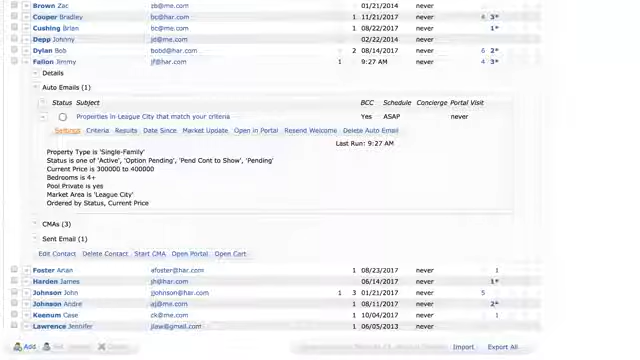 Brown Zac zb@me.com 01/21/2014 never
Couper Bradley bc@har.com 1 11/21/2017 never 4 3*
Cushing Brian bc@me.com 1 08/22/2017 never 1*
Depp Johnny jd@me.com 02/22/2014 never
Dylan Bob bobd@har.com 2 08/14/2017 never 6 2*
Fallon Jimmy jf@har.com 1 9:27 AM never 4 3*
Details
Auto Emails (1)
Status Subject BCC Schedule Concierge Portal Visit
Properties in League City that match your criteria Yes ASAP never
Settings Criteria Results Date Since Market Update Open in Portal Resend Welcome Delete Auto Email
Last Run: 9:27 AM
Property Type is 'Single-Family'
Status is one of 'Active', 'Option Pending', 'Pend Cont to Show', 'Pending'
Current Price is 300000 to 400000
Bedrooms is 4+
Pool Private is yes
Market Area is 'League City'
Ordered by Status, Current Price
CMAs (3)
Sent Email (1)
Edit Contact Delete Contact Start CMA Open Portal Open Cart
Foster Arian afoster@har.com 1 08/23/2017 never 1
Harden James jh@har.com 06/14/2017 never 1*
Johnson John jjohnson@har.com 1 3 01/21/2017 never 5
Johnson Andre aj@me.com 1 08/11/2017 never 2*
Keenum Case ck@me.com 1 10/04/2017 never 1
Lawrence Jennifer jlaw@gmail.com 1 06/05/2013 never
Add Import Export All